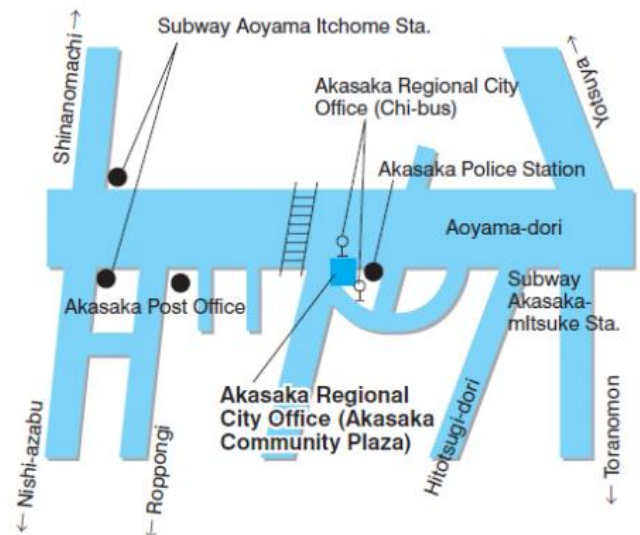 Subway Aoyama Itchome Sta.
← Shinanomachi
← Yotsuya
Akasaka Regional City
Office (Chi-bus)
Akasaka Police Station
Aoyama-dori
Akasaka Post Office
Subway
Akasaka-
mItsuke Sta.
Akasaka Regional
City Office (Akasaka
Community Plaza)
Hitotsugi-dori
← Nishi-azabu
← Roppongi
← Toranomon